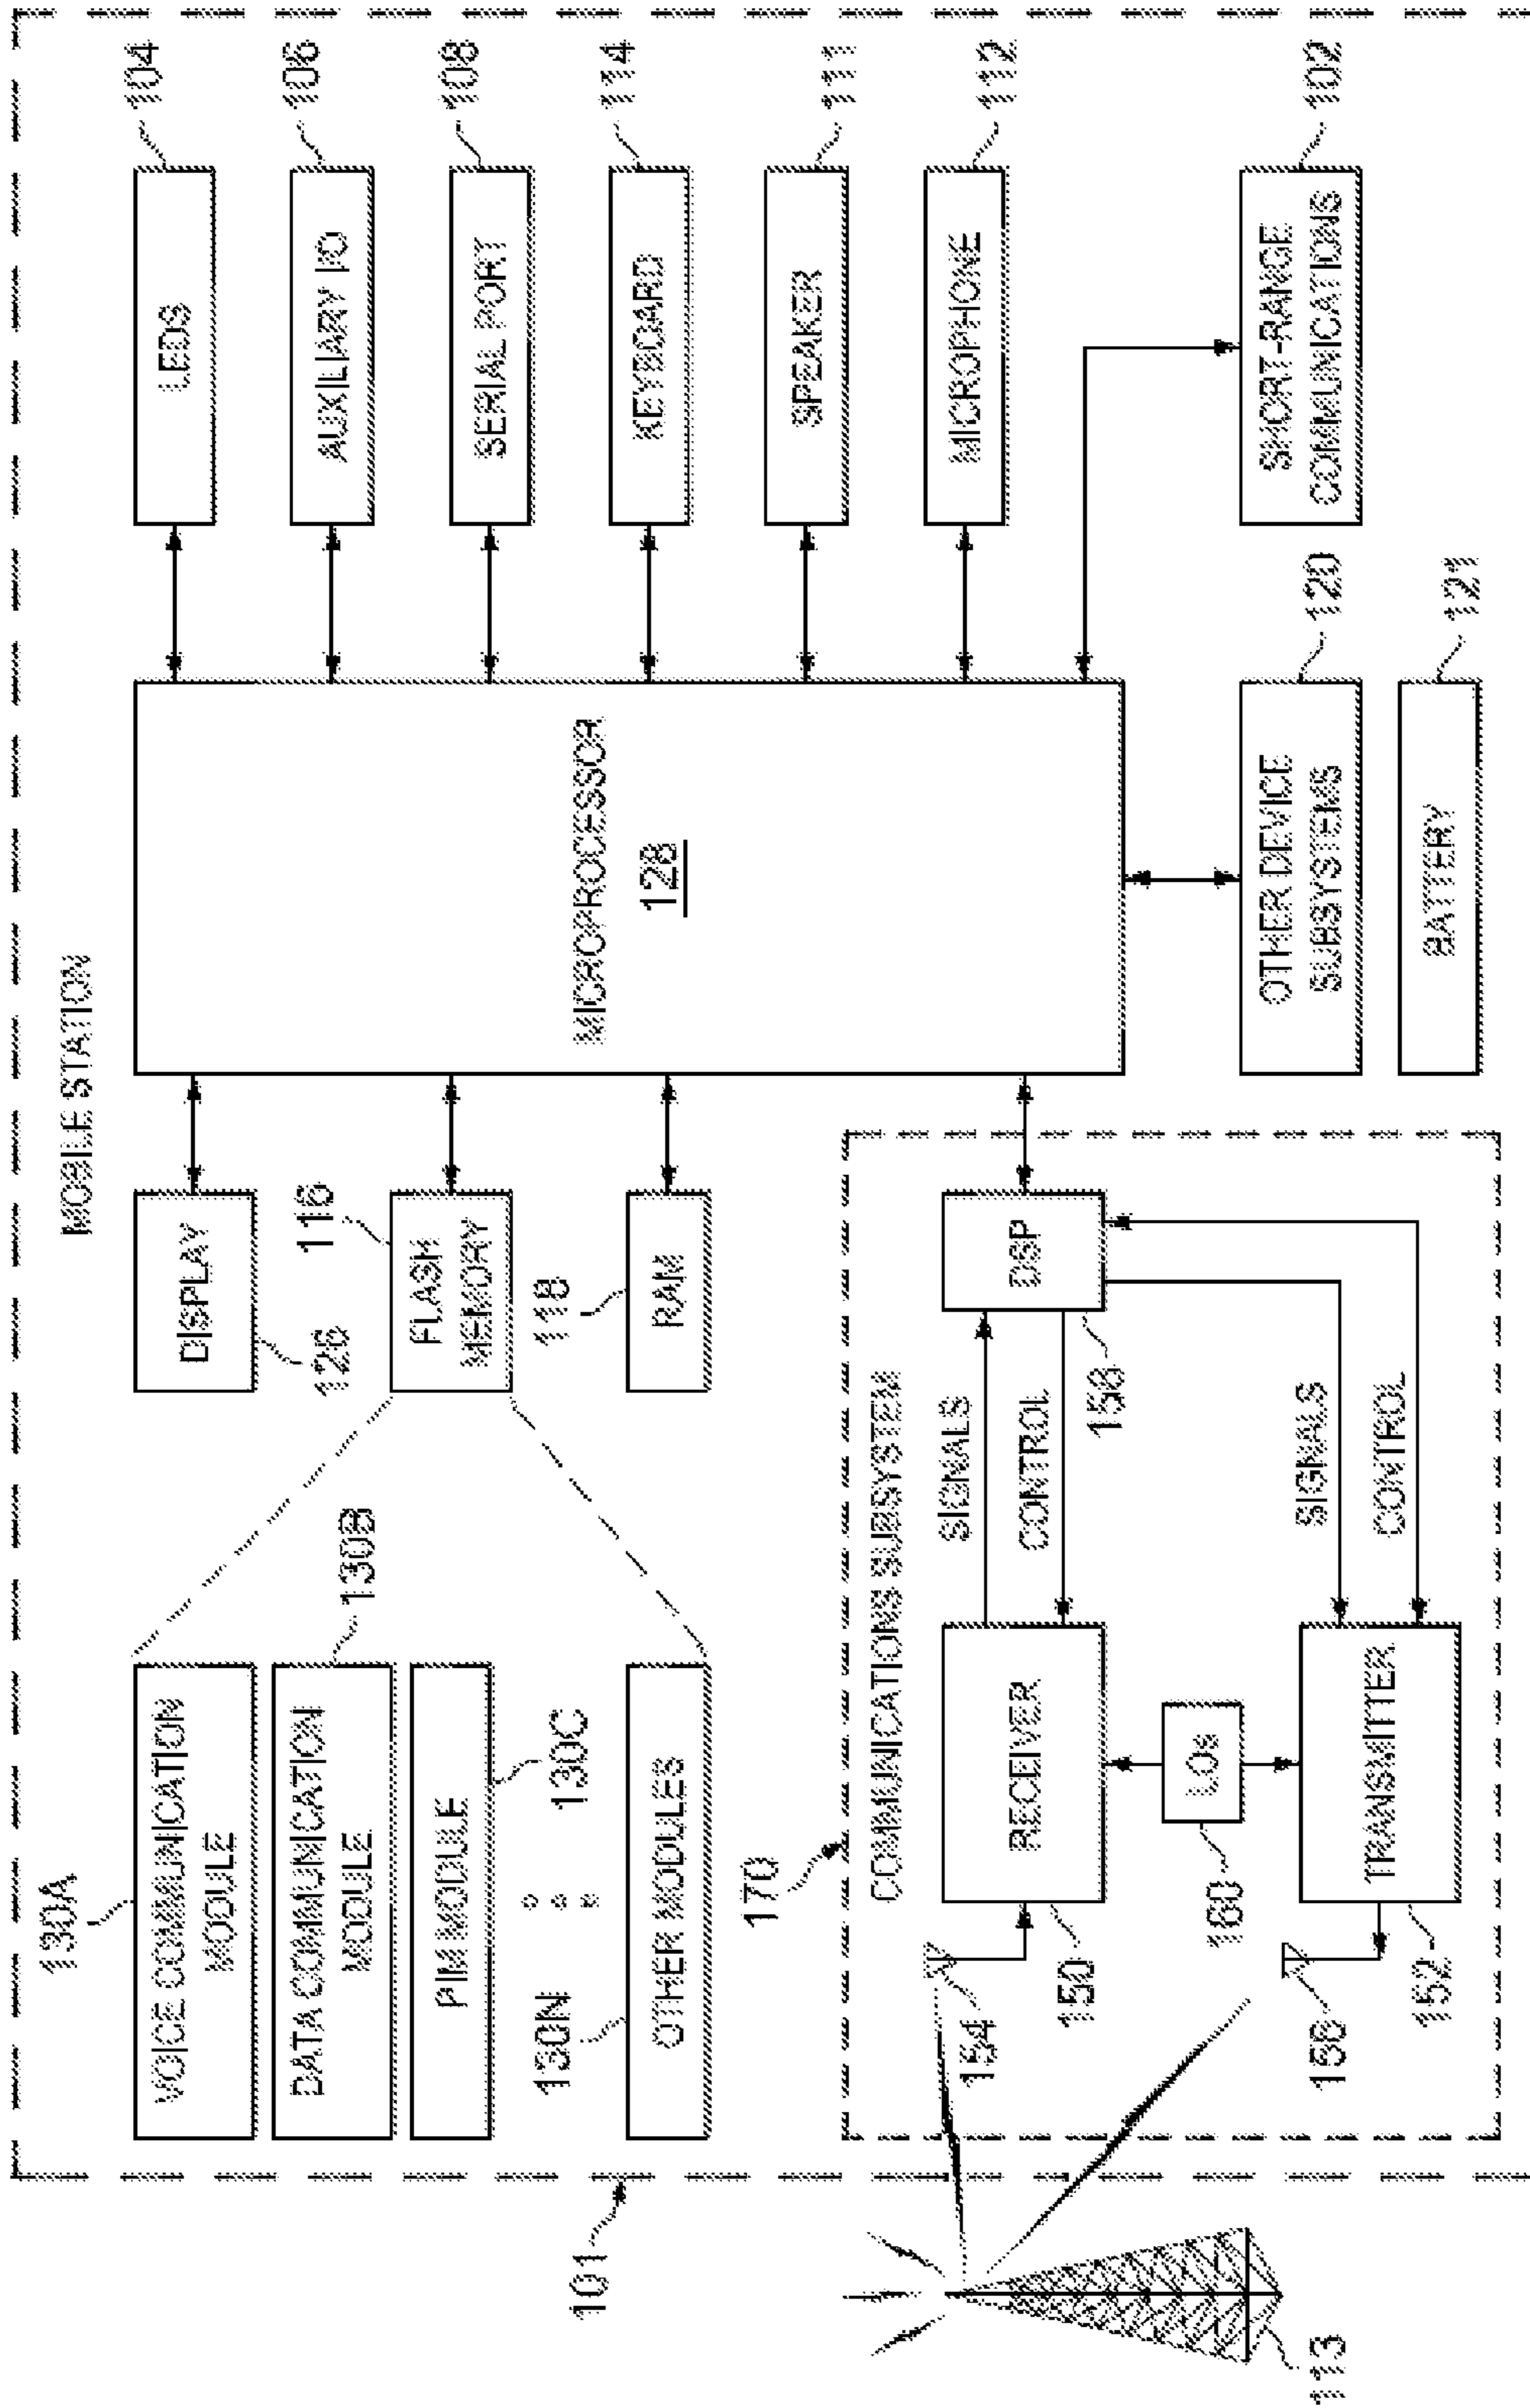 MOBILE STATION
130A
VOICE COMMUNICATION
MODULE
DATA COMMUNICATION
MODULE
130B
PIM MODULE
130C
130N
OTHER MODULES
DISPLAY
126
116
FLASH
MEMORY
118
RAM
MICROPROCESSOR
128
LEDS
104
AUXILIARY I/O
106
SERIAL PORT
108
KEYBOARD
114
SPEAKER
111
MICROPHONE
112
SHORT-RANGE
COMMUNICATIONS
102
OTHER DEVICE
SUBSYSTEMS
120
BATTERY
121
101
170
COMMUNICATIONS SUBSYSTEM
154
RECEIVER
150
SIGNALS
CONTROL
DSP
158
LOs
160
156
TRANSMITTER
152
SIGNALS
CONTROL
113